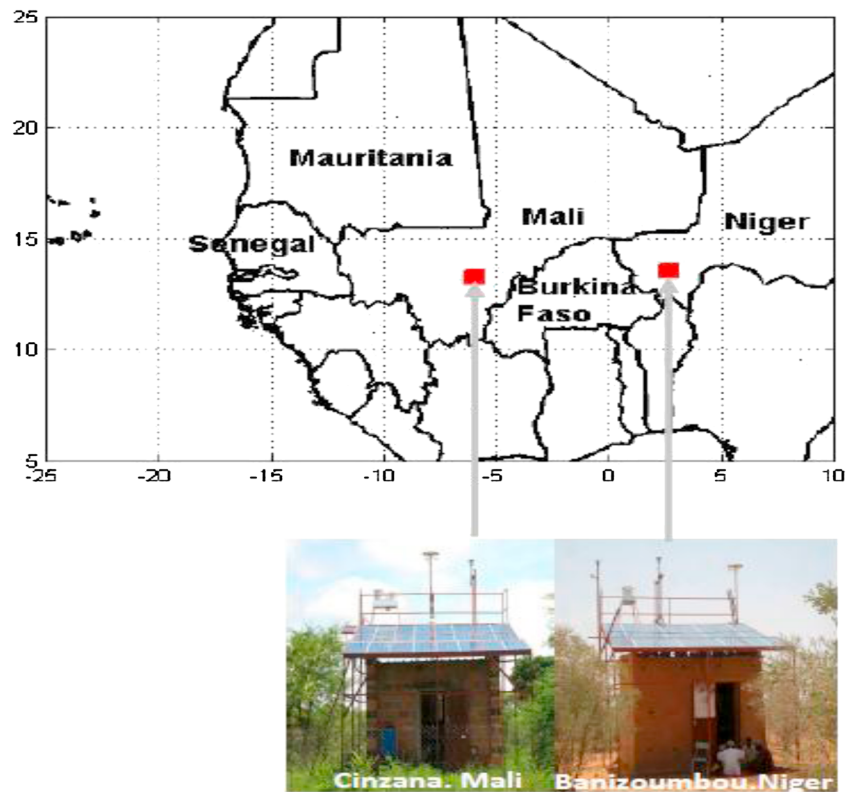 25
20
Mauritania
Mali
Niger
15
Senegal
Burkina
Faso
10
5
-25
-20
-15
-10
-5
0
5
10
Cinzana. Mali
Banizoumbou.Niger